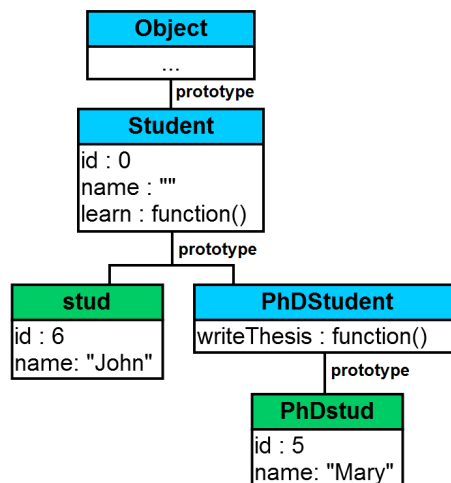 Object
...
prototype
Student
id : 0
name : ""
learn : function()
prototype
stud
id : 6
name: "John"
PhDStudent
writeThesis : function()
prototype
PhDstud
id : 5
name: "Mary"